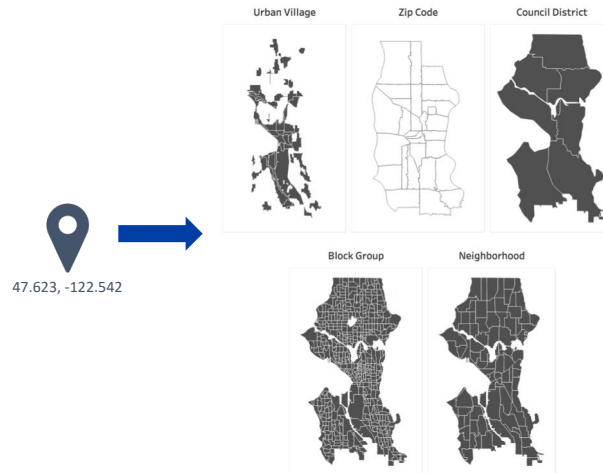 Urban Village
Zip Code
Council District
47.623, -122.542
Block Group
Neighborhood